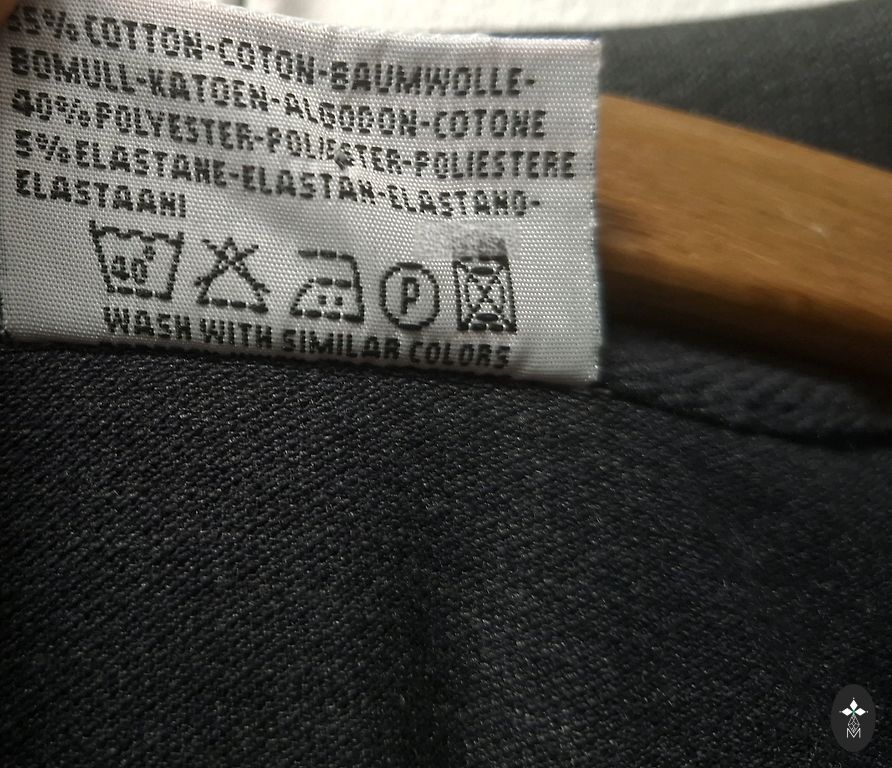 55% COTTON-COTON-BAUMWOLLE-
BOMULL-KATOEN-ALGODON-COTONE
40% POLYESTER-POLIESTER-POLIESTERE
5% ELASTANE-ELASTAN-ELASTANO-
ELASTAANI
40°
P
WASH WITH SIMILAR COLORS
M